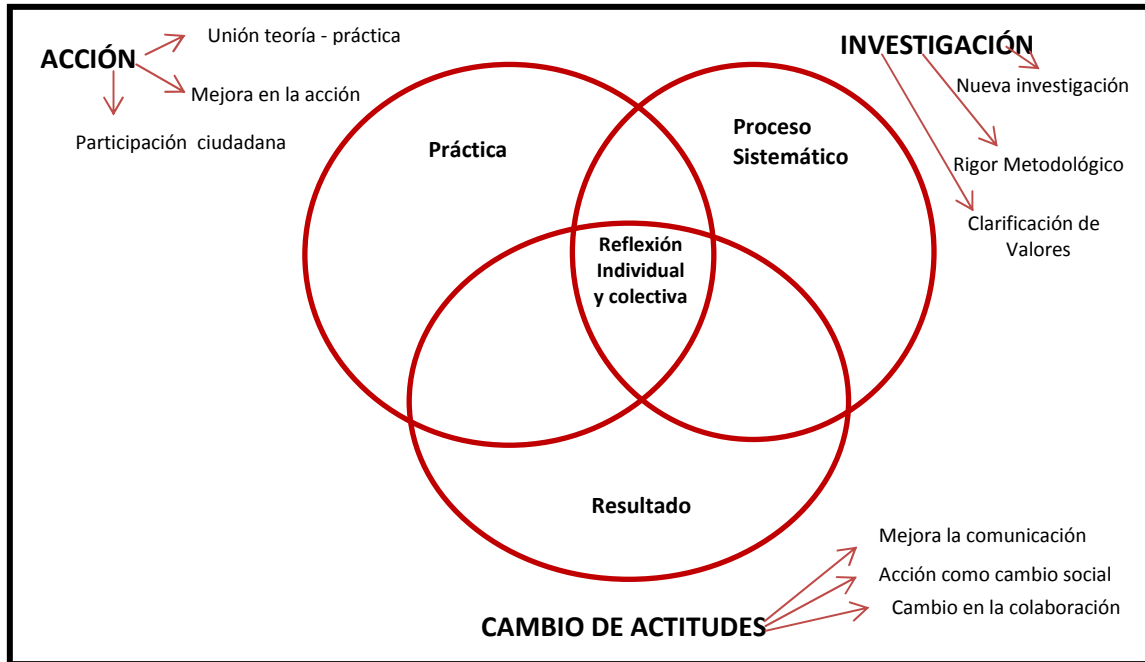 ACCIÓN
Unión teoría - práctica
Mejora en la acción
Participación ciudadana
INVESTIGACIÓN
Nueva investigación
Rigor Metodológico
Clarificación de
Valores
Práctica
Proceso
Sistemático
Reflexión
Individual
y colectiva
Resultado
CAMBIO DE ACTITUDES
Mejora la comunicación
Acción como cambio social
Cambio en la colaboración